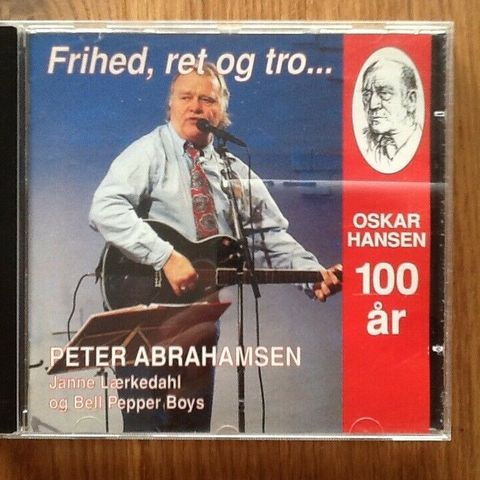 Frihed, ret og tro...
OSKAR
HANSEN
100
år
PETER ABRAHAMSEN
Janne Lærkedahl
og Bell Pepper Boys